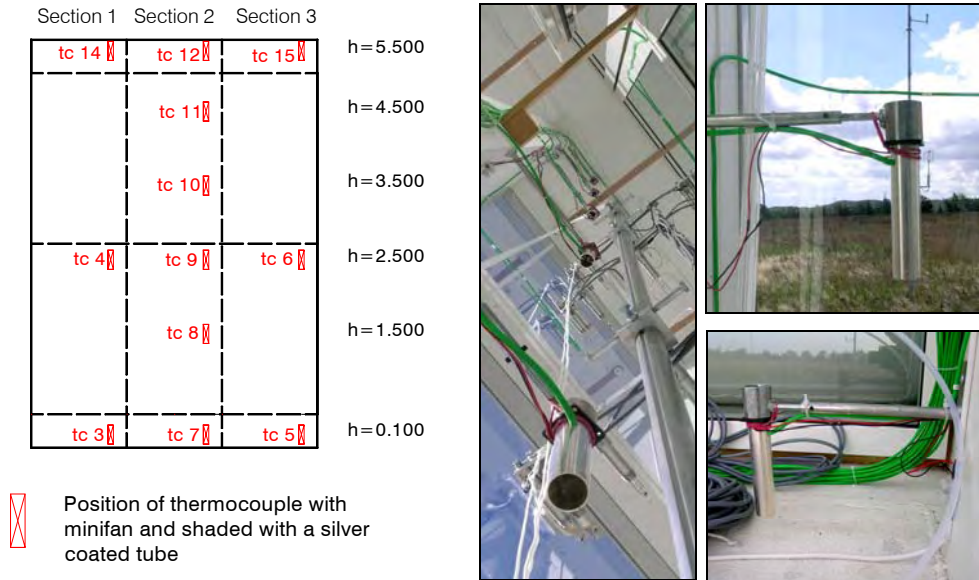 Section 1 Section 2 Section 3
tc 14 tc 12 tc 15 h=5.500
tc 11 h=4.500
tc 10 h=3.500
tc 4 tc 9 tc 6 h=2.500
tc 8 h=1.500
tc 3 tc 7 tc 5 h=0.100
Position of thermocouple with
minifan and shaded with a silver
coated tube